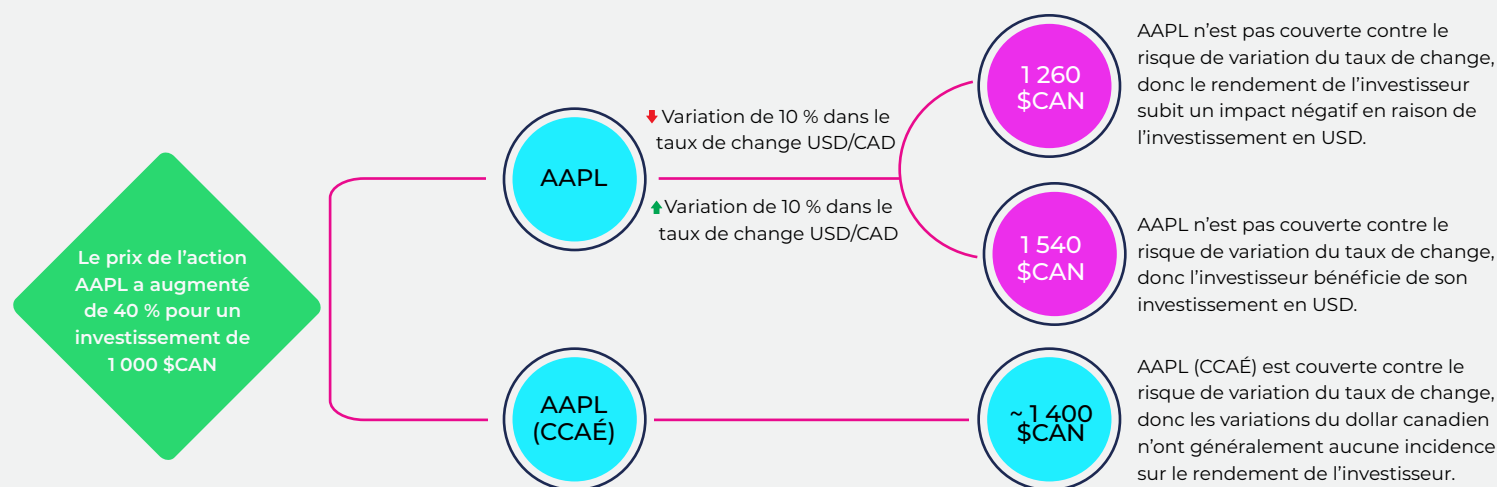 Le prix de l’action
AAPL a augmenté
de 40 % pour un
investissement de
1 000 $CAN
AAPL
Variation de 10 % dans le
taux de change USD/CAD
Variation de 10 % dans le
taux de change USD/CAD
1 260
$CAN
AAPL n’est pas couverte contre le
risque de variation du taux de change,
donc le rendement de l’investisseur
subit un impact négatif en raison de
l’investissement en USD.
1 540
$CAN
AAPL n’est pas couverte contre le
risque de variation du taux de change,
donc l’investisseur bénéficie de son
investissement en USD.
AAPL
(CCAÉ)
~ 1 400
$CAN
AAPL (CCAÉ) est couverte contre le
risque de variation du taux de change,
donc les variations du dollar canadien
n’ont généralement aucune incidence
sur le rendement de l’investisseur.